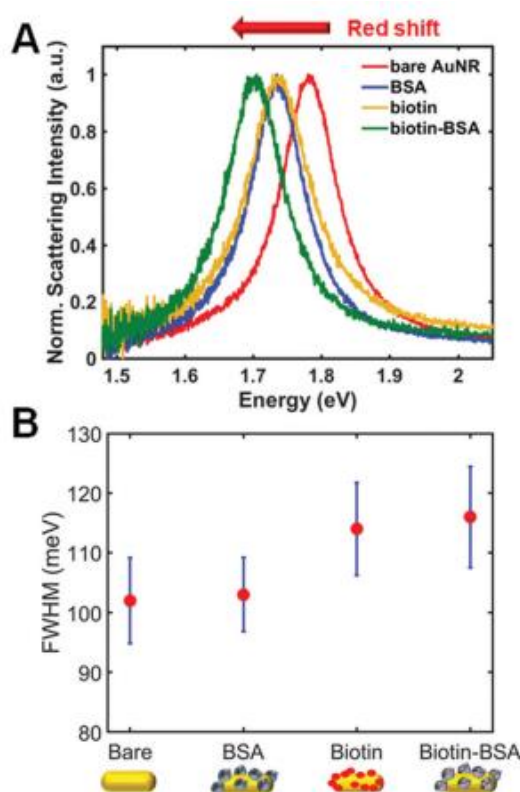 A
Red shift
bare AuNR
BSA
biotin
biotin-BSA
Norm. Scattering Intensity (a.u.)
1
0.8
0.6
0.4
0.2
0
1.5 1.6 1.7 1.8 1.9 2
Energy (eV)
B
FWHM (meV)
130
120
110
100
90
80
Bare BSA Biotin Biotin-BSA